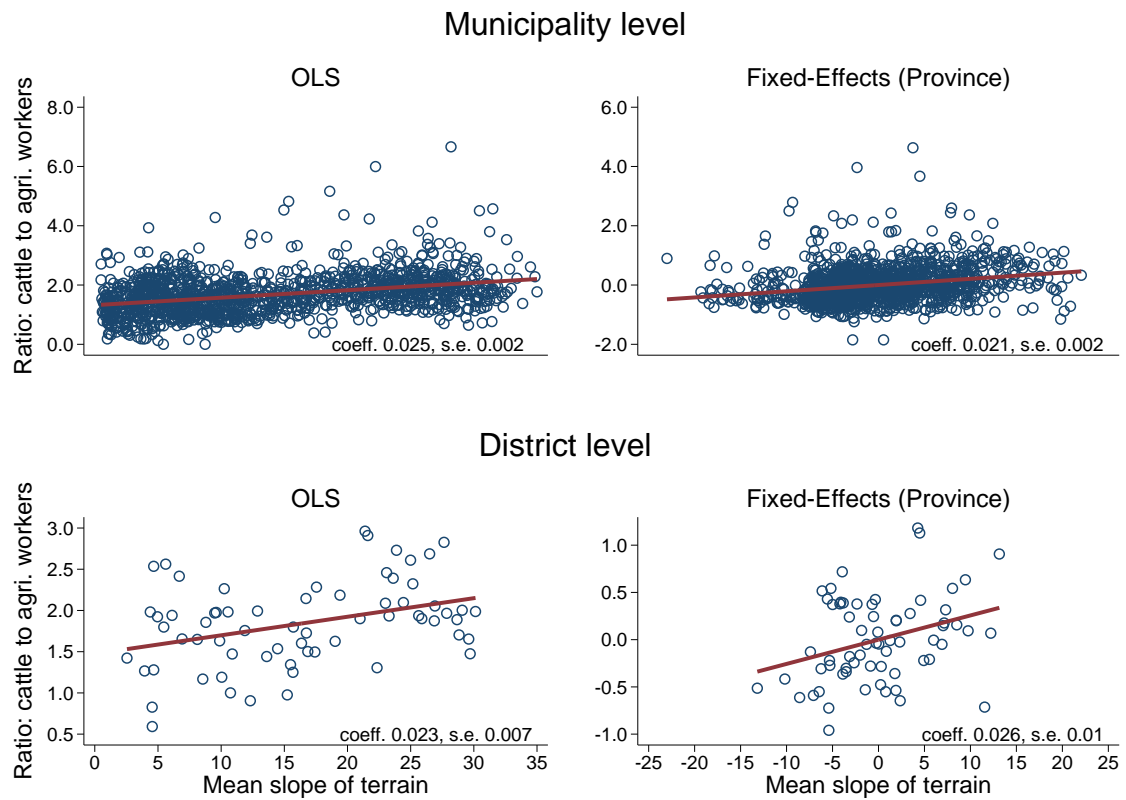 Municipality level
OLS
Fixed-Effects (Province)
Ratio: cattle to agri. workers
8.0
6.0
4.0
2.0
0.0
coeff. 0.025, s.e. 0.002
6.0
4.0
2.0
0.0
-2.0
coeff. 0.021, s.e. 0.002
District level
OLS
Fixed-Effects (Province)
Ratio: cattle to agri. workers
3.0
2.5
2.0
1.5
1.0
0.5
coeff. 0.023, s.e. 0.007
0 5 10 15 20 25 30 35
Mean slope of terrain
1.0
0.5
0.0
-0.5
-1.0
coeff. 0.026, s.e. 0.01
-25 -20 -15 -10 -5 0 5 10 15 20 25
Mean slope of terrain